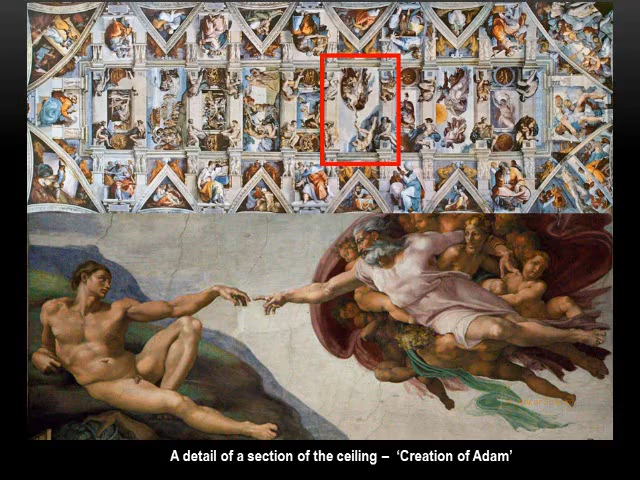 A detail of a section of the ceiling – ‘Creation of Adam’